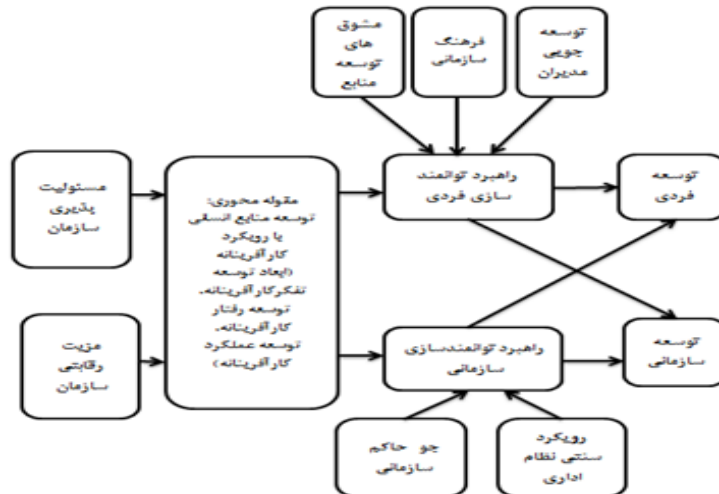 توسعه
جویی
مدیران
فرهنگ
سازمانی
مشوق
های
توسعه
منابع
مسئولیت
پذیری
سازمان
مقوله محوری:
توسعه منابع انسانی
با رویکرد
کارآفرینانه
(ابعاد توسعه
تفکرکارآفرینانه.
توسعه رفتار
کارآفرینانه.
توسعه عملکرد
کارآفرینانه)
راهبرد توانمند
سازی فردی
توسعه
فردی
مزیت
رقابتی
سازمان
راهبرد توانمندسازی
سازمانی
توسعه
سازمانی
جو حاکم
سازمانی
رویکرد
سنتی نظام
اداری